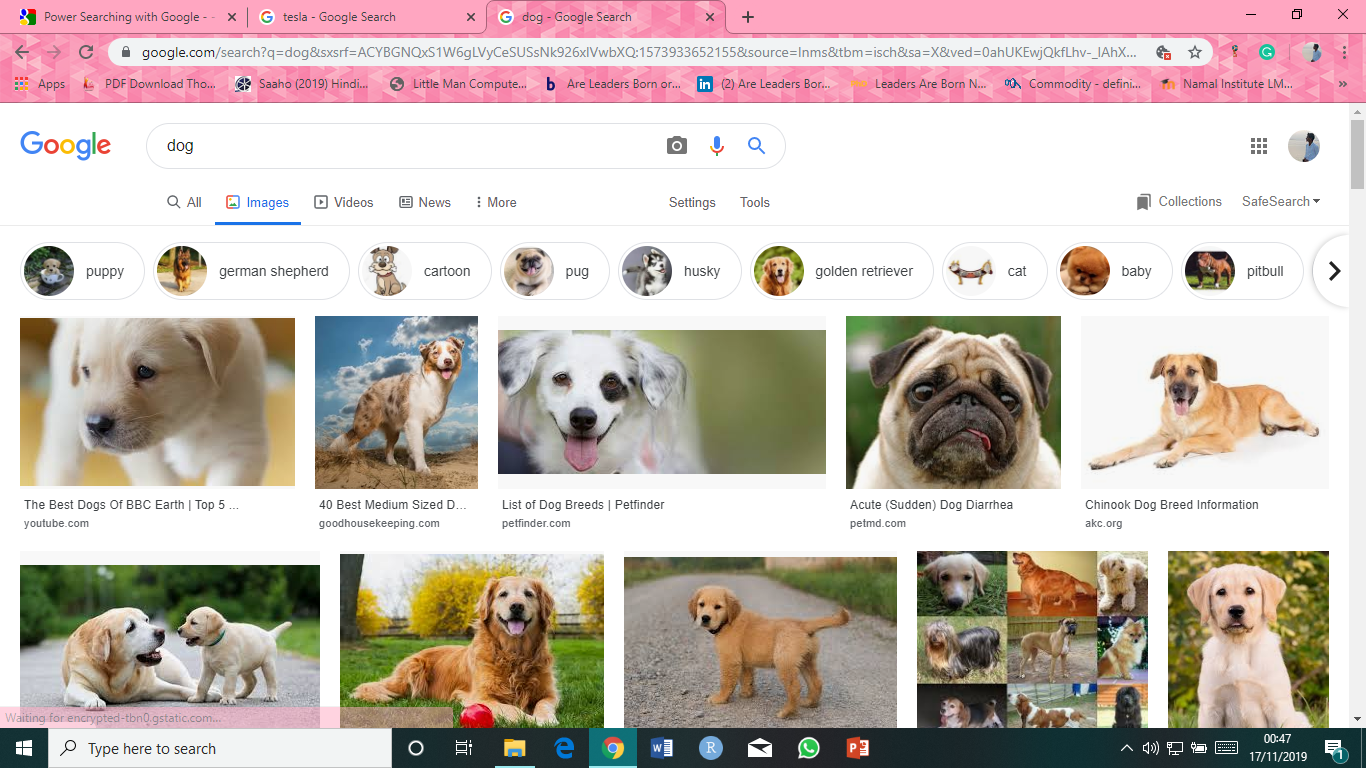 Power Searching with Google -
tesla - Google Search
dog - Google Search
google.com/search?q=dog&sxsrf=ACYBGNQxS1W6gLVyCeSUSsNk926xIVwbXQ:1573933652155&source=lnms&tbm=isch&sa=X&ved=0ahUKEwjQkfLhv-_lAhX...
Apps
PDF Download Tho...
Saaho (2019) Hindi...
Little Man Compute...
Are Leaders Born or...
(2) Are Leaders Bor...
Leaders Are Born N...
Commodity - defini...
Namal Institute LM...
Google
dog
All
Images
Videos
News
More
Settings
Tools
Collections
SafeSearch
puppy
german shepherd
cartoon
pug
husky
golden retriever
cat
baby
pitbull
The Best Dogs Of BBC Earth | Top 5 ...
youtube.com
40 Best Medium Sized D...
goodhousekeeping.com
List of Dog Breeds | Petfinder
petfinder.com
Acute (Sudden) Dog Diarrhea
petmd.com
Chinook Dog Breed Information
akc.org
Waiting for encrypted-tbn0.gstatic.com...
Type here to search
00:47
17/11/2019
1